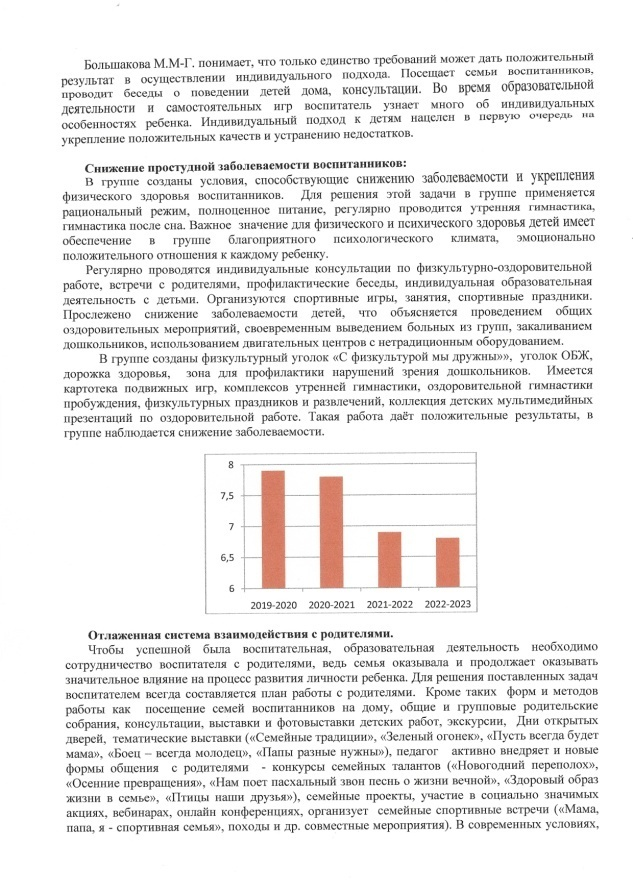 Большакова М.М-Г. понимает, что только единство требований может дать положительный
результат в осуществлении индивидуального подхода. Посещает семьи воспитанников,
проводит беседы о поведении детей дома, консультации. Во время образовательной
деятельности и самостоятельных игр воспитатель узнает много об индивидуальных
особенностях ребенка. Индивидуальный подход к детям нацелен в первую очередь на
укрепление положительных качеств и устранению недостатков.
Снижение простудной заболеваемости воспитанников:
В группе созданы условия, способствующие снижению заболеваемости и укрепления
физического здоровья воспитанников. Для решения этой задачи в группе применяется
рациональный режим, полноценное питание, регулярно проводится утренняя гимнастика,
гимнастика после сна. Важное значение для физического и психического здоровья детей имеет
обеспечение в группе благоприятного психологического климата, эмоционально
положительного отношения к каждому ребенку.
Регулярно проводятся индивидуальные консультации по физкультурно-оздоровительной
работе, встречи с родителями, профилактические беседы, индивидуальная образовательная
деятельность с детьми. Организуются спортивные игры, занятия, спортивные праздники.
Прослежено снижение заболеваемости детей, что объясняется проведением общих
оздоровительных мероприятий, своевременным выведением больных из групп, закаливанием
дошкольников, использованием двигательных центров с нетрадиционным оборудованием.
В группе созданы физкультурный уголок «С физкультурой мы дружны»», уголок ОБЖ,
дорожка здоровья, зона для профилактики нарушений зрения дошкольников. Имеется
картотека подвижных игр, комплексов утренней гимнастики, оздоровительной гимнастики
пробуждения, физкультурных праздников и развлечений, коллекция детских мультимедийных
презентаций по оздоровительной работе. Такая работа даёт положительные результаты, в
группе наблюдается снижение заболеваемости.
8
7,5
7
6,5
6
2019-2020 2020-2021 2021-2022 2022-2023
Отлаженная система взаимодействия с родителями.
Чтобы успешной была воспитательная, образовательная деятельность необходимо
сотрудничество воспитателя с родителями, ведь семья оказывала и продолжает оказывать
значительное влияние на процесс развития личности ребенка. Для решения поставленных задач
воспитателем всегда составляется план работы с родителями. Кроме таких форм и методов
работы как посещение семей воспитанников на дому, общие и групповые родительские
собрания, консультации, выставки и фотовыставки детских работ, экскурсии, Дни открытых
дверей, тематические выставки («Семейные традиции», «Зеленый огонек», «Пусть всегда будет
мама», «Боец – всегда молодец», «Папы разные нужны»), педагог активно внедряет и новые
формы общения с родителями - конкурсы семейных талантов («Новогодний переполох»,
«Осенние превращения», «Нам поет пасхальный звон песнь о жизни вечной», «Здоровый образ
жизни в семье», «Птицы наши друзья»), семейные проекты, участие в социально значимых
акциях, вебинарах, онлайн конференциях, организует семейные спортивные встречи («Мама,
папа, я - спортивная семья», походы и др. совместные мероприятия). В современных условиях,